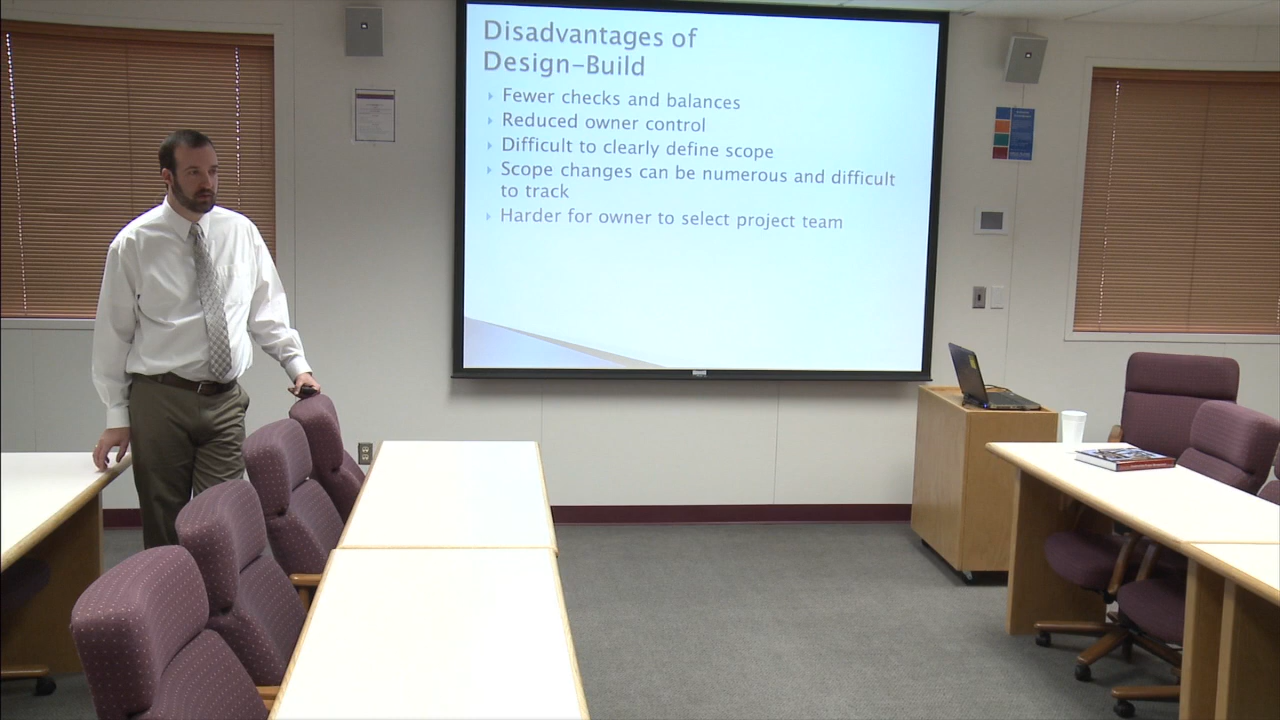 Disadvantages of
Design-Build
Fewer checks and balances
Reduced owner control
Difficult to clearly define scope
Scope changes can be numerous and difficult
to track
Harder for owner to select project team